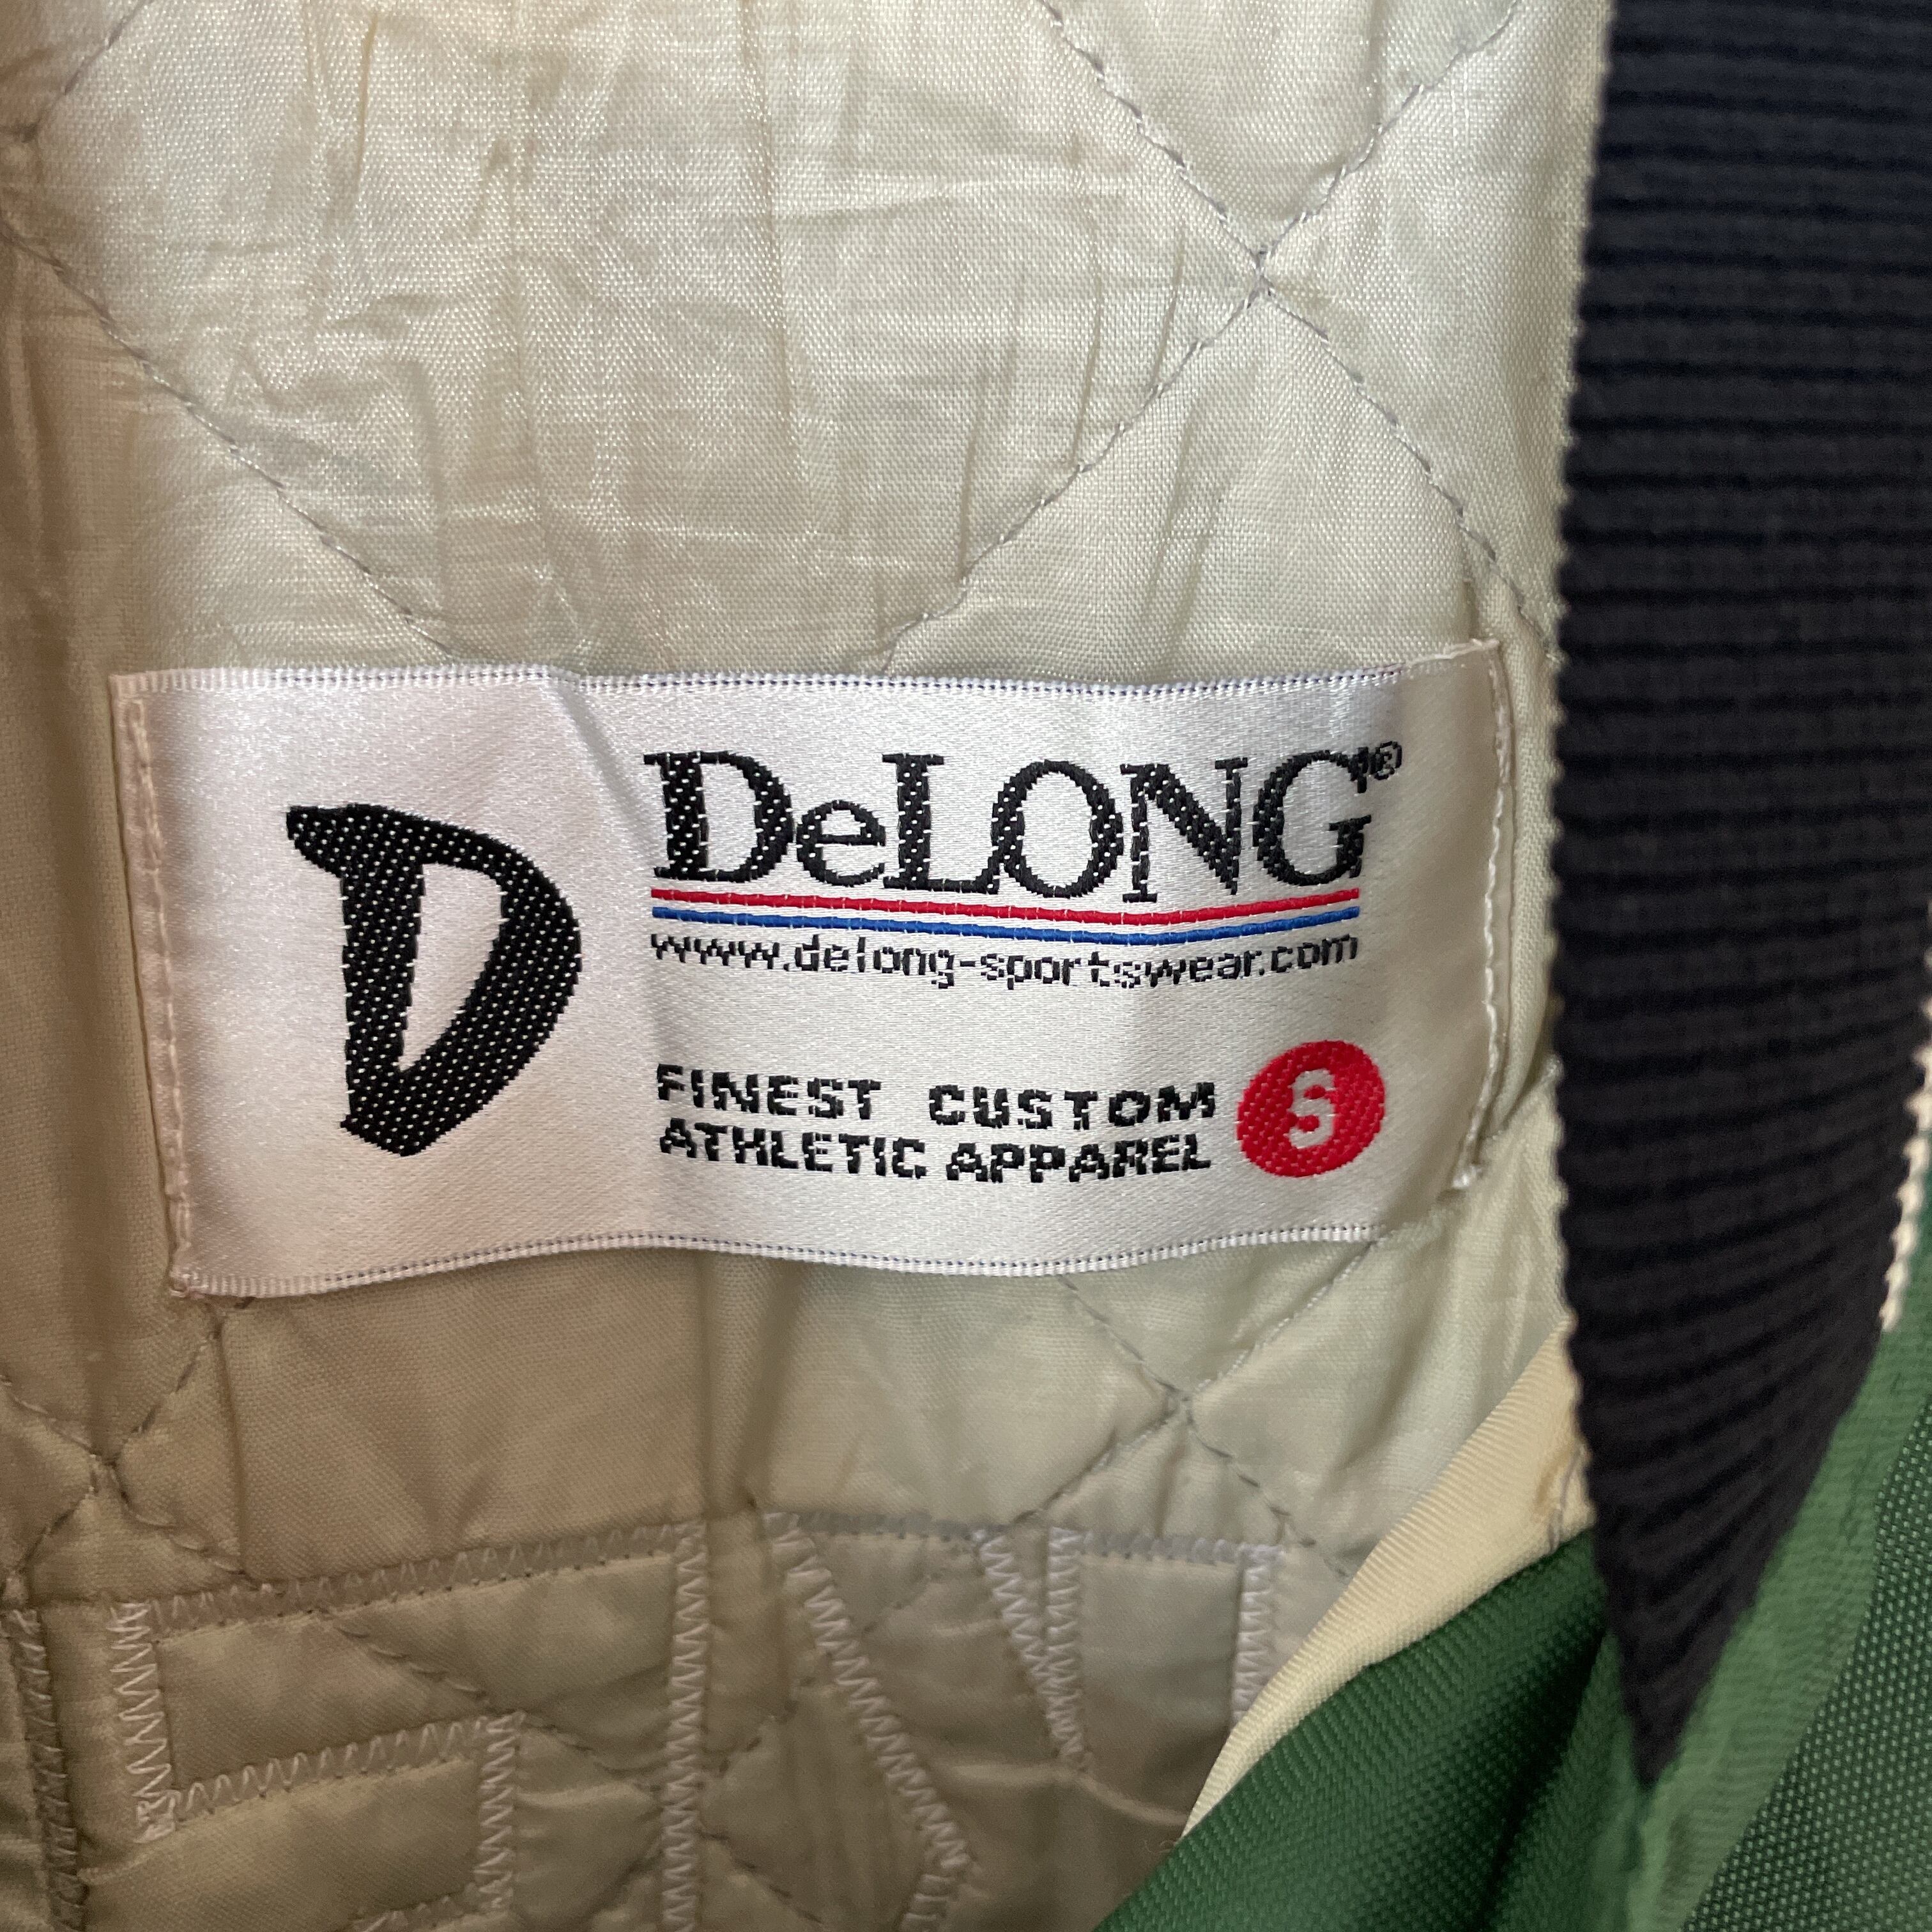 D
DeLONG®
www.delong-sportswear.com
FINEST CUSTOM
ATHLETIC APPAREL
S